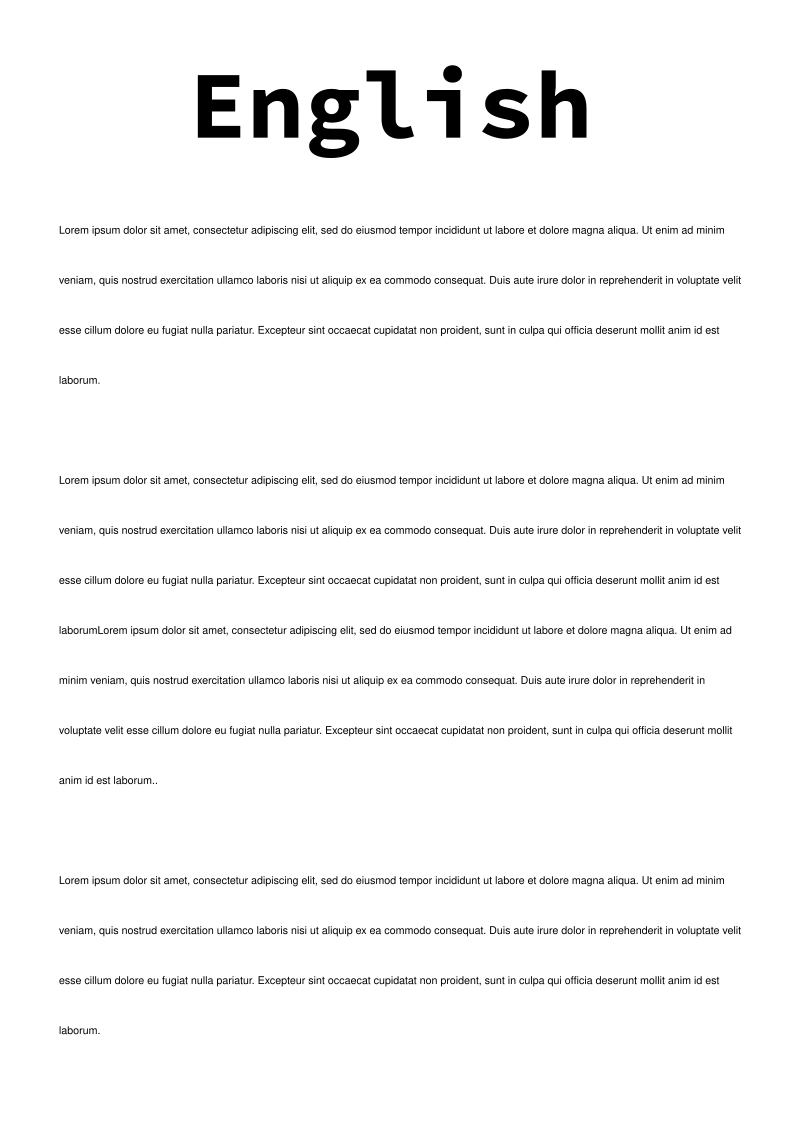 English
Lorem ipsum dolor sit amet, consectetur adipiscing elit, sed do eiusmod tempor incididunt ut labore et dolore magna aliqua. Ut enim ad minim
veniam, quis nostrud exercitation ullamco laboris nisi ut aliquip ex ea commodo consequat. Duis aute irure dolor in reprehenderit in voluptate velit
esse cillum dolore eu fugiat nulla pariatur. Excepteur sint occaecat cupidatat non proident, sunt in culpa qui officia deserunt mollit anim id est
laborum.
Lorem ipsum dolor sit amet, consectetur adipiscing elit, sed do eiusmod tempor incididunt ut labore et dolore magna aliqua. Ut enim ad minim
veniam, quis nostrud exercitation ullamco laboris nisi ut aliquip ex ea commodo consequat. Duis aute irure dolor in reprehenderit in voluptate velit
esse cillum dolore eu fugiat nulla pariatur. Excepteur sint occaecat cupidatat non proident, sunt in culpa qui officia deserunt mollit anim id est
laborumLorem ipsum dolor sit amet, consectetur adipiscing elit, sed do eiusmod tempor incididunt ut labore et dolore magna aliqua. Ut enim ad
minim veniam, quis nostrud exercitation ullamco laboris nisi ut aliquip ex ea commodo consequat. Duis aute irure dolor in reprehenderit in
voluptate velit esse cillum dolore eu fugiat nulla pariatur. Excepteur sint occaecat cupidatat non proident, sunt in culpa qui officia deserunt mollit
anim id est laborum..
Lorem ipsum dolor sit amet, consectetur adipiscing elit, sed do eiusmod tempor incididunt ut labore et dolore magna aliqua. Ut enim ad minim
veniam, quis nostrud exercitation ullamco laboris nisi ut aliquip ex ea commodo consequat. Duis aute irure dolor in reprehenderit in voluptate velit
esse cillum dolore eu fugiat nulla pariatur. Excepteur sint occaecat cupidatat non proident, sunt in culpa qui officia deserunt mollit anim id est
laborum.